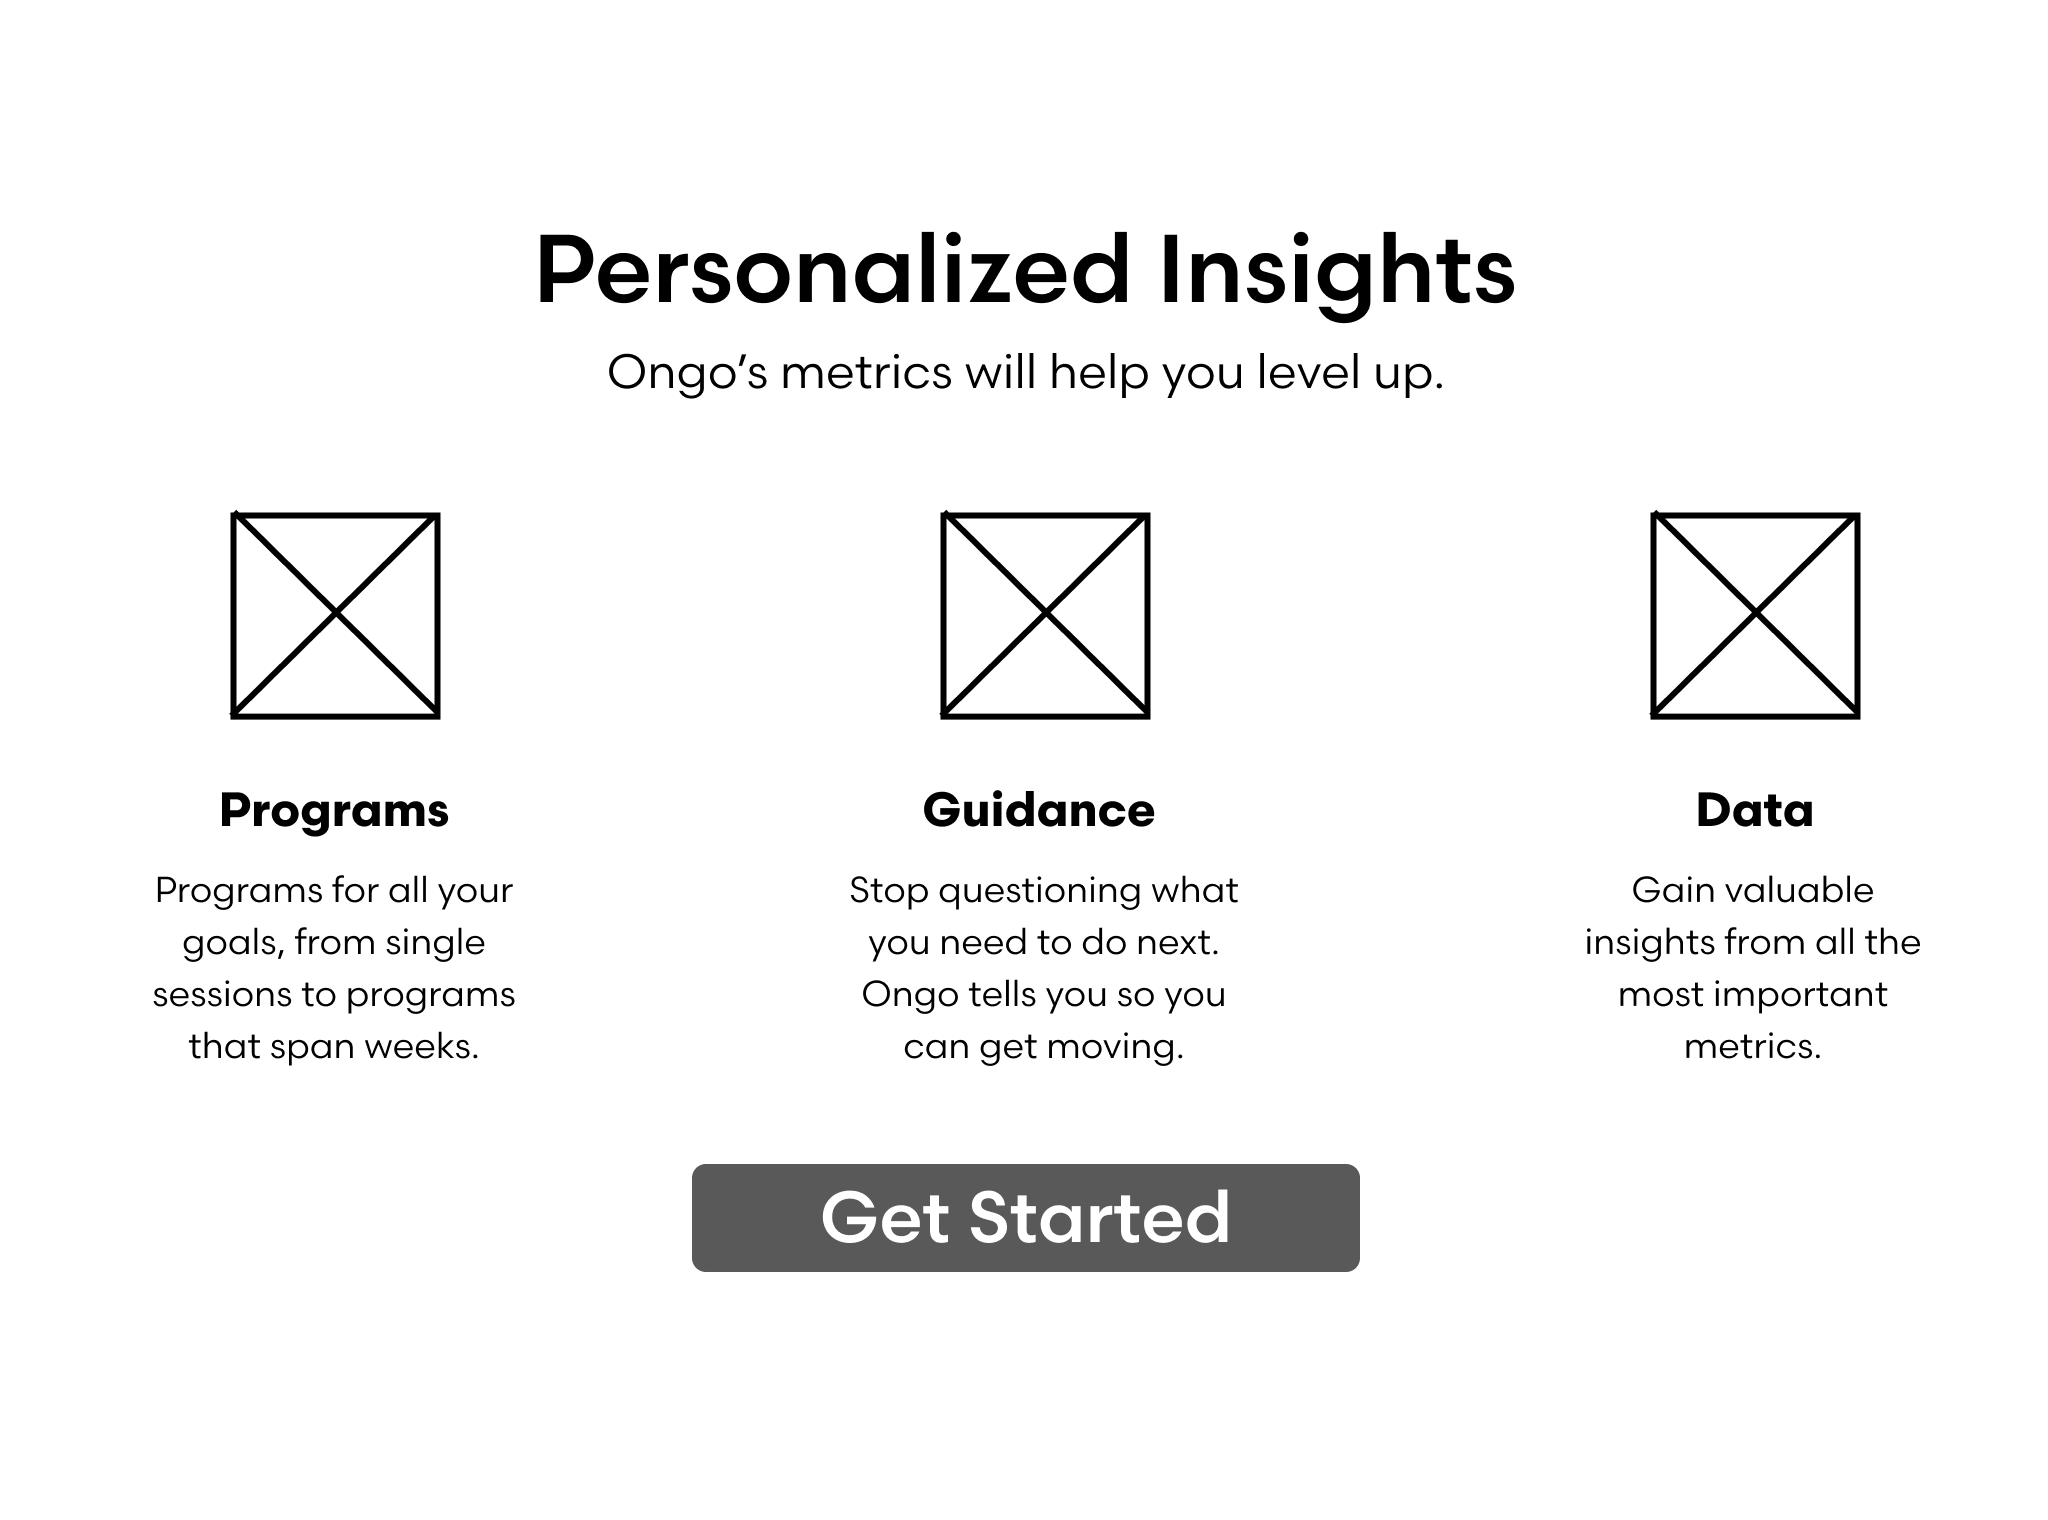 Personalized Insights
Ongo’s metrics will help you level up.
Programs
Programs for all your
goals, from single
sessions to programs
that span weeks.
Guidance
Stop questioning what
you need to do next.
Ongo tells you so you
can get moving.
Data
Gain valuable
insights from all the
most important
metrics.
Get Started